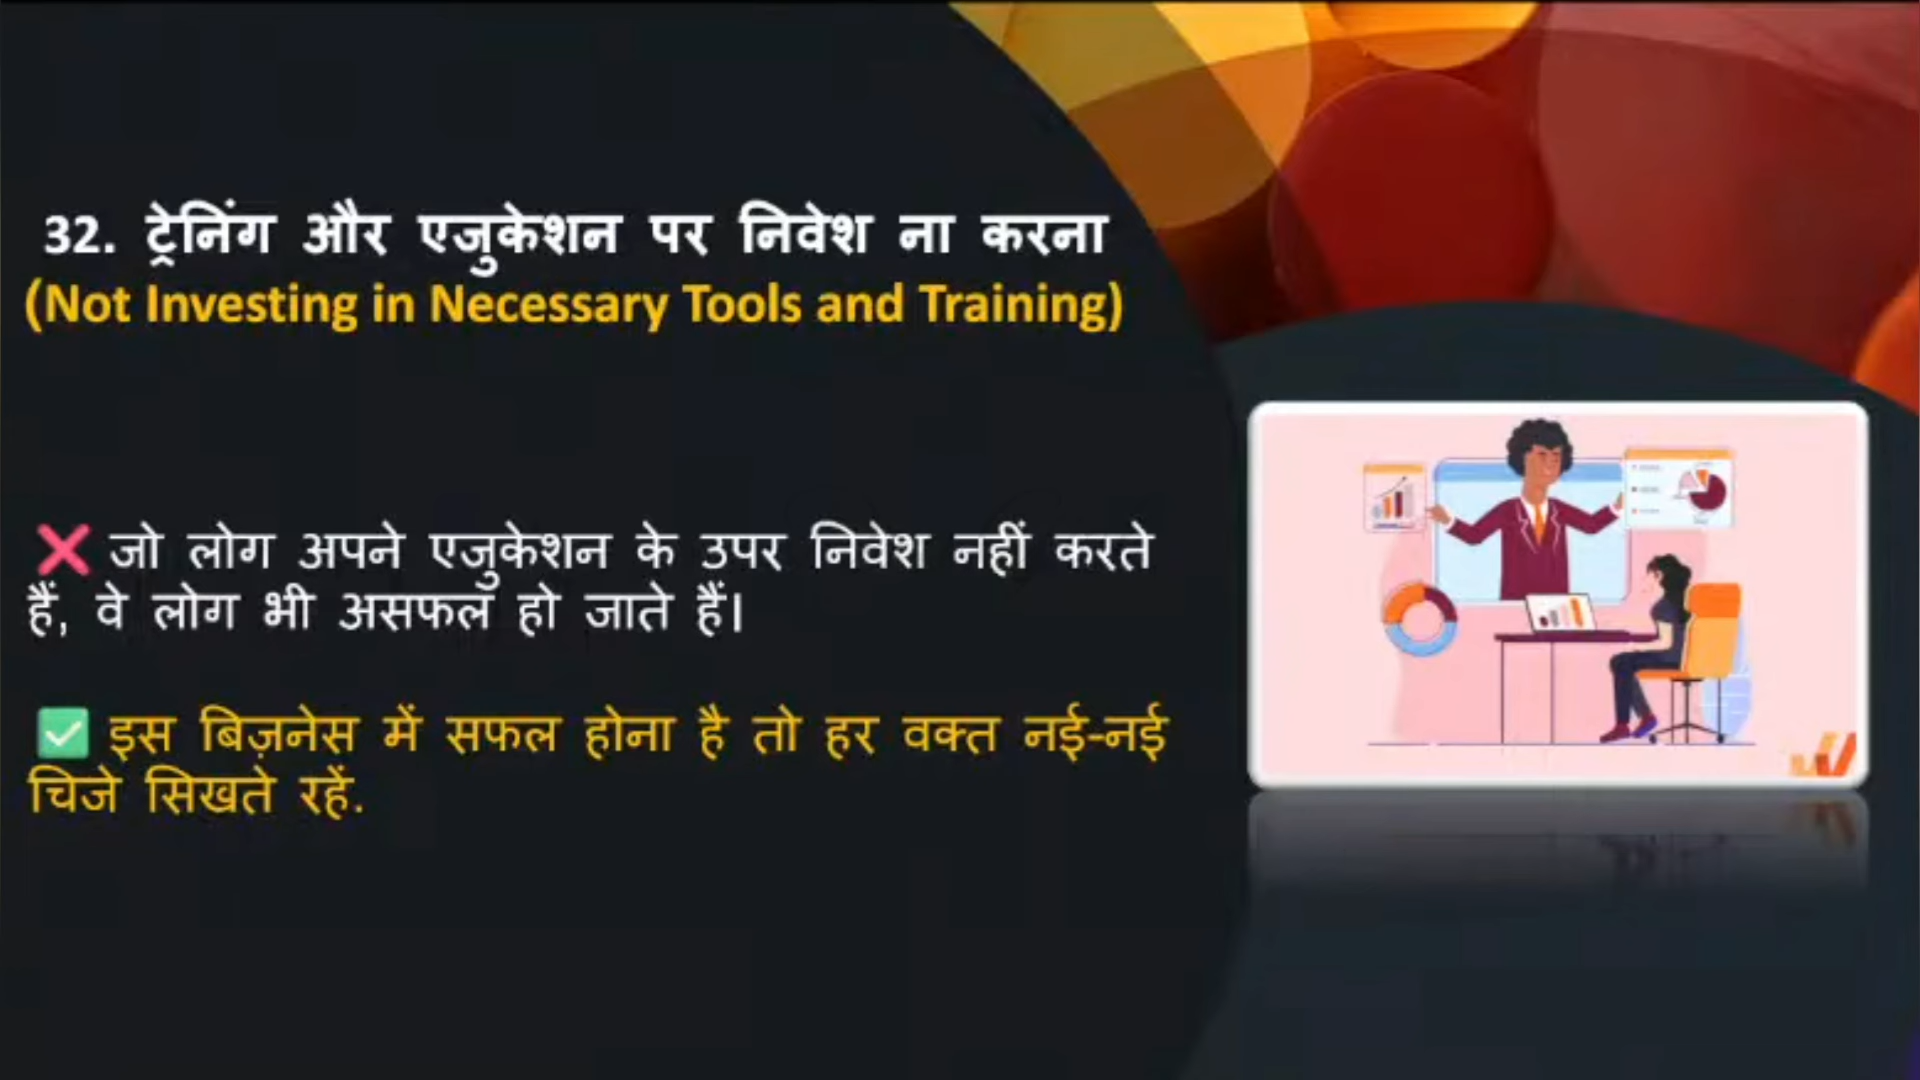 32. ट्रेनिंग और एजुकेशन पर निवेश ना करना
(Not Investing in Necessary Tools and Training)
❌ जो लोग अपने एजुकेशन के उपर निवेश नहीं करते
हैं, वे लोग भी असफल हो जाते हैं।
✅ इस बिज़नेस में सफल होना है तो हर वक्त नई-नई
चिजे सिखते रहें.